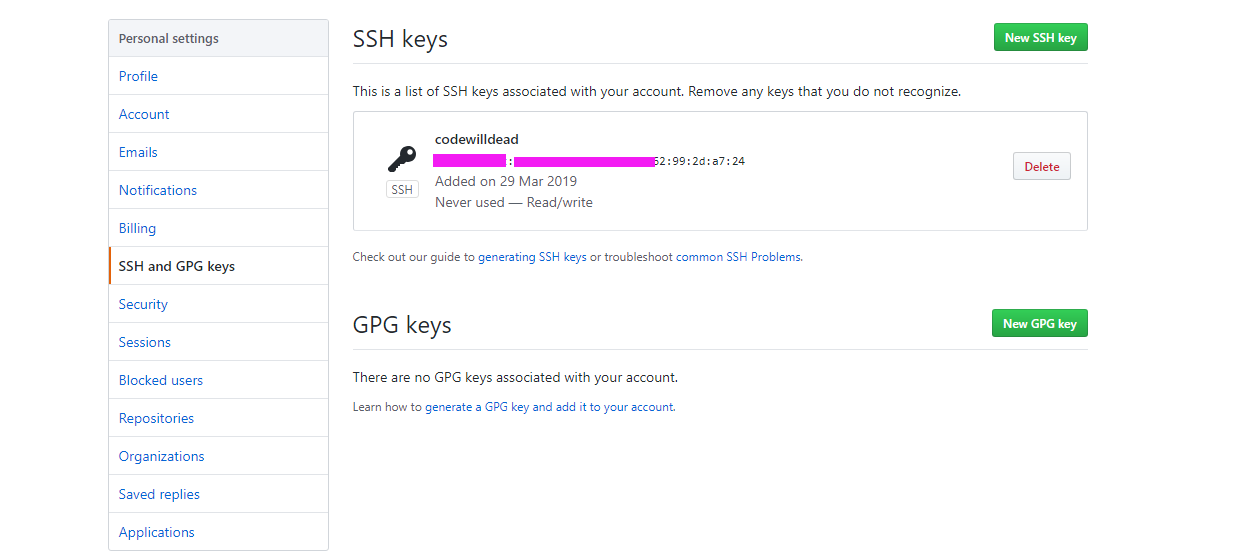 Personal settings
Profile
Account
Emails
Notifications
Billing
SSH and GPG keys
Security
Sessions
Blocked users
Repositories
Organizations
Saved replies
Applications
SSH keys
New SSH key
This is a list of SSH keys associated with your account. Remove any keys that you do not recognize.
codewilldead
:52:99:2d:a7:24
SSH
Added on 29 Mar 2019
Never used — Read/write
Delete
Check out our guide to generating SSH keys or troubleshoot common SSH Problems.
GPG keys
New GPG key
There are no GPG keys associated with your account.
Learn how to generate a GPG key and add it to your account.